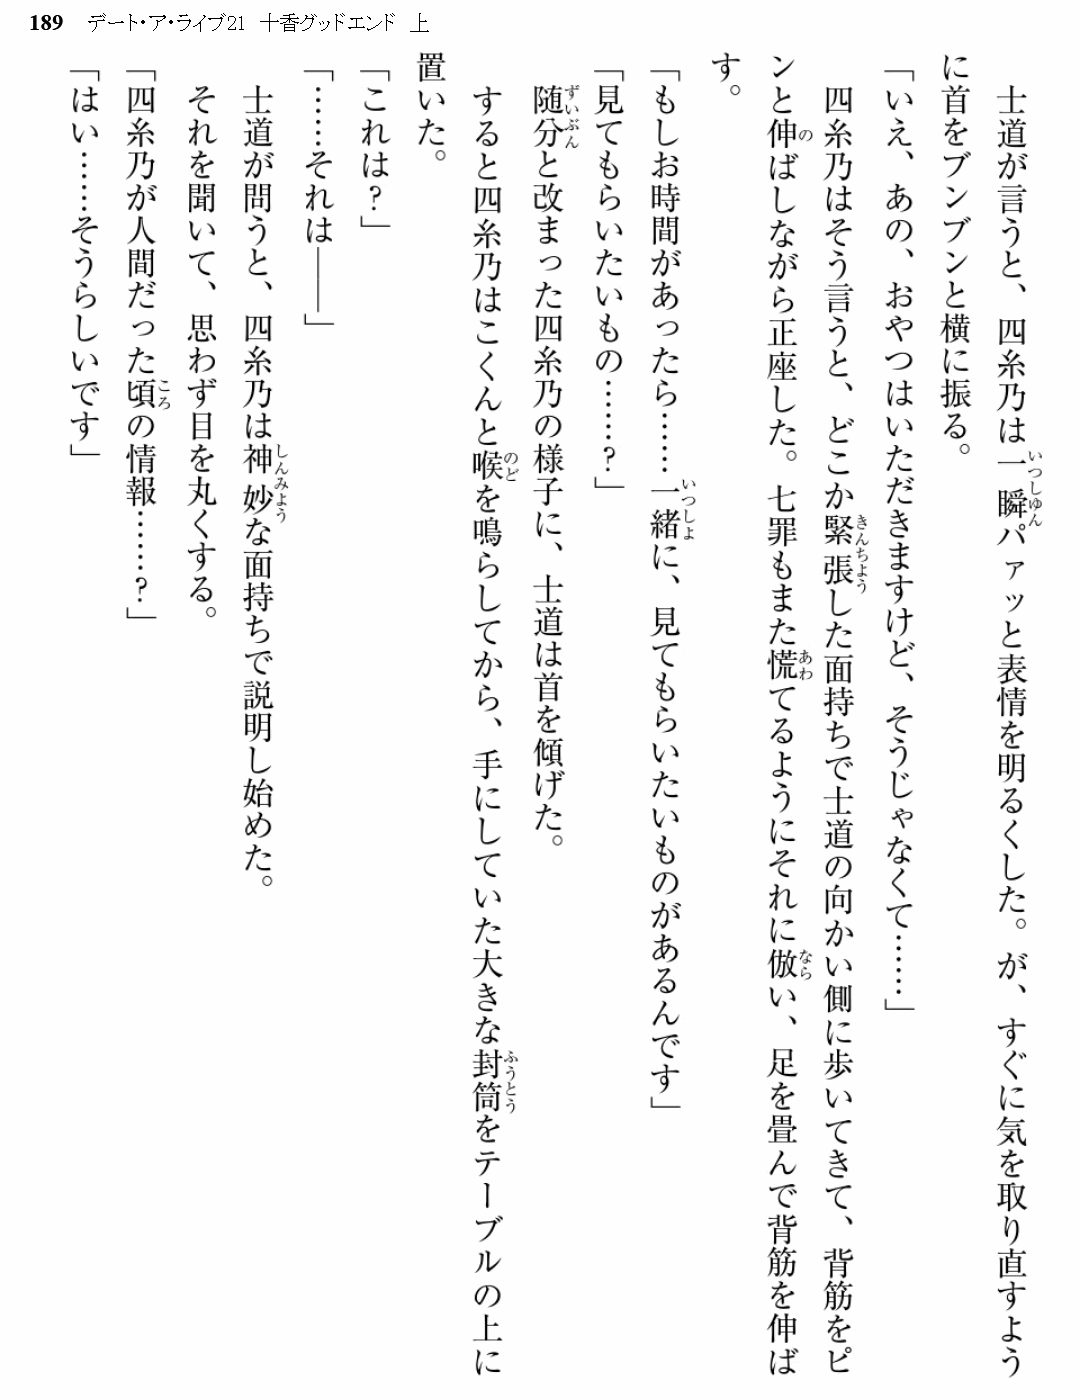 189 デート・ア・ライブ21 十香グッドエンド 上
士道が言うと、四糸乃は一瞬パァッと表情を明るくした。が、すぐに気を取り直すよう
に首をブンブンと横に振る。
「いえ、あの、おやつはいただきますけど、そうじゃなくて……」
四糸乃はそう言うと、どこか緊張した面持ちで士道の向かい側に歩いてきて、背筋をピ
ンと伸ばしながら正座した。七罪もまた慌てるようにそれに倣い、足を畳んで背筋を伸ば
す。
「もしお時間があったら……一緒に、見てもらいたいものがあるんです」
「見てもらいたいもの……?」
随分と改まった四糸乃の様子に、士道は首を傾げた。
すると四糸乃はこくんと喉を鳴らしてから、手にしていた大きな封筒をテーブルの上に
置いた。
「これは?」
「……それは――」
士道が問うと、四糸乃は神妙な面持ちで説明し始めた。
それを聞いて、思わず目を丸くする。
「四糸乃が人間だった頃の情報……?」
「はい……そうらしいです」